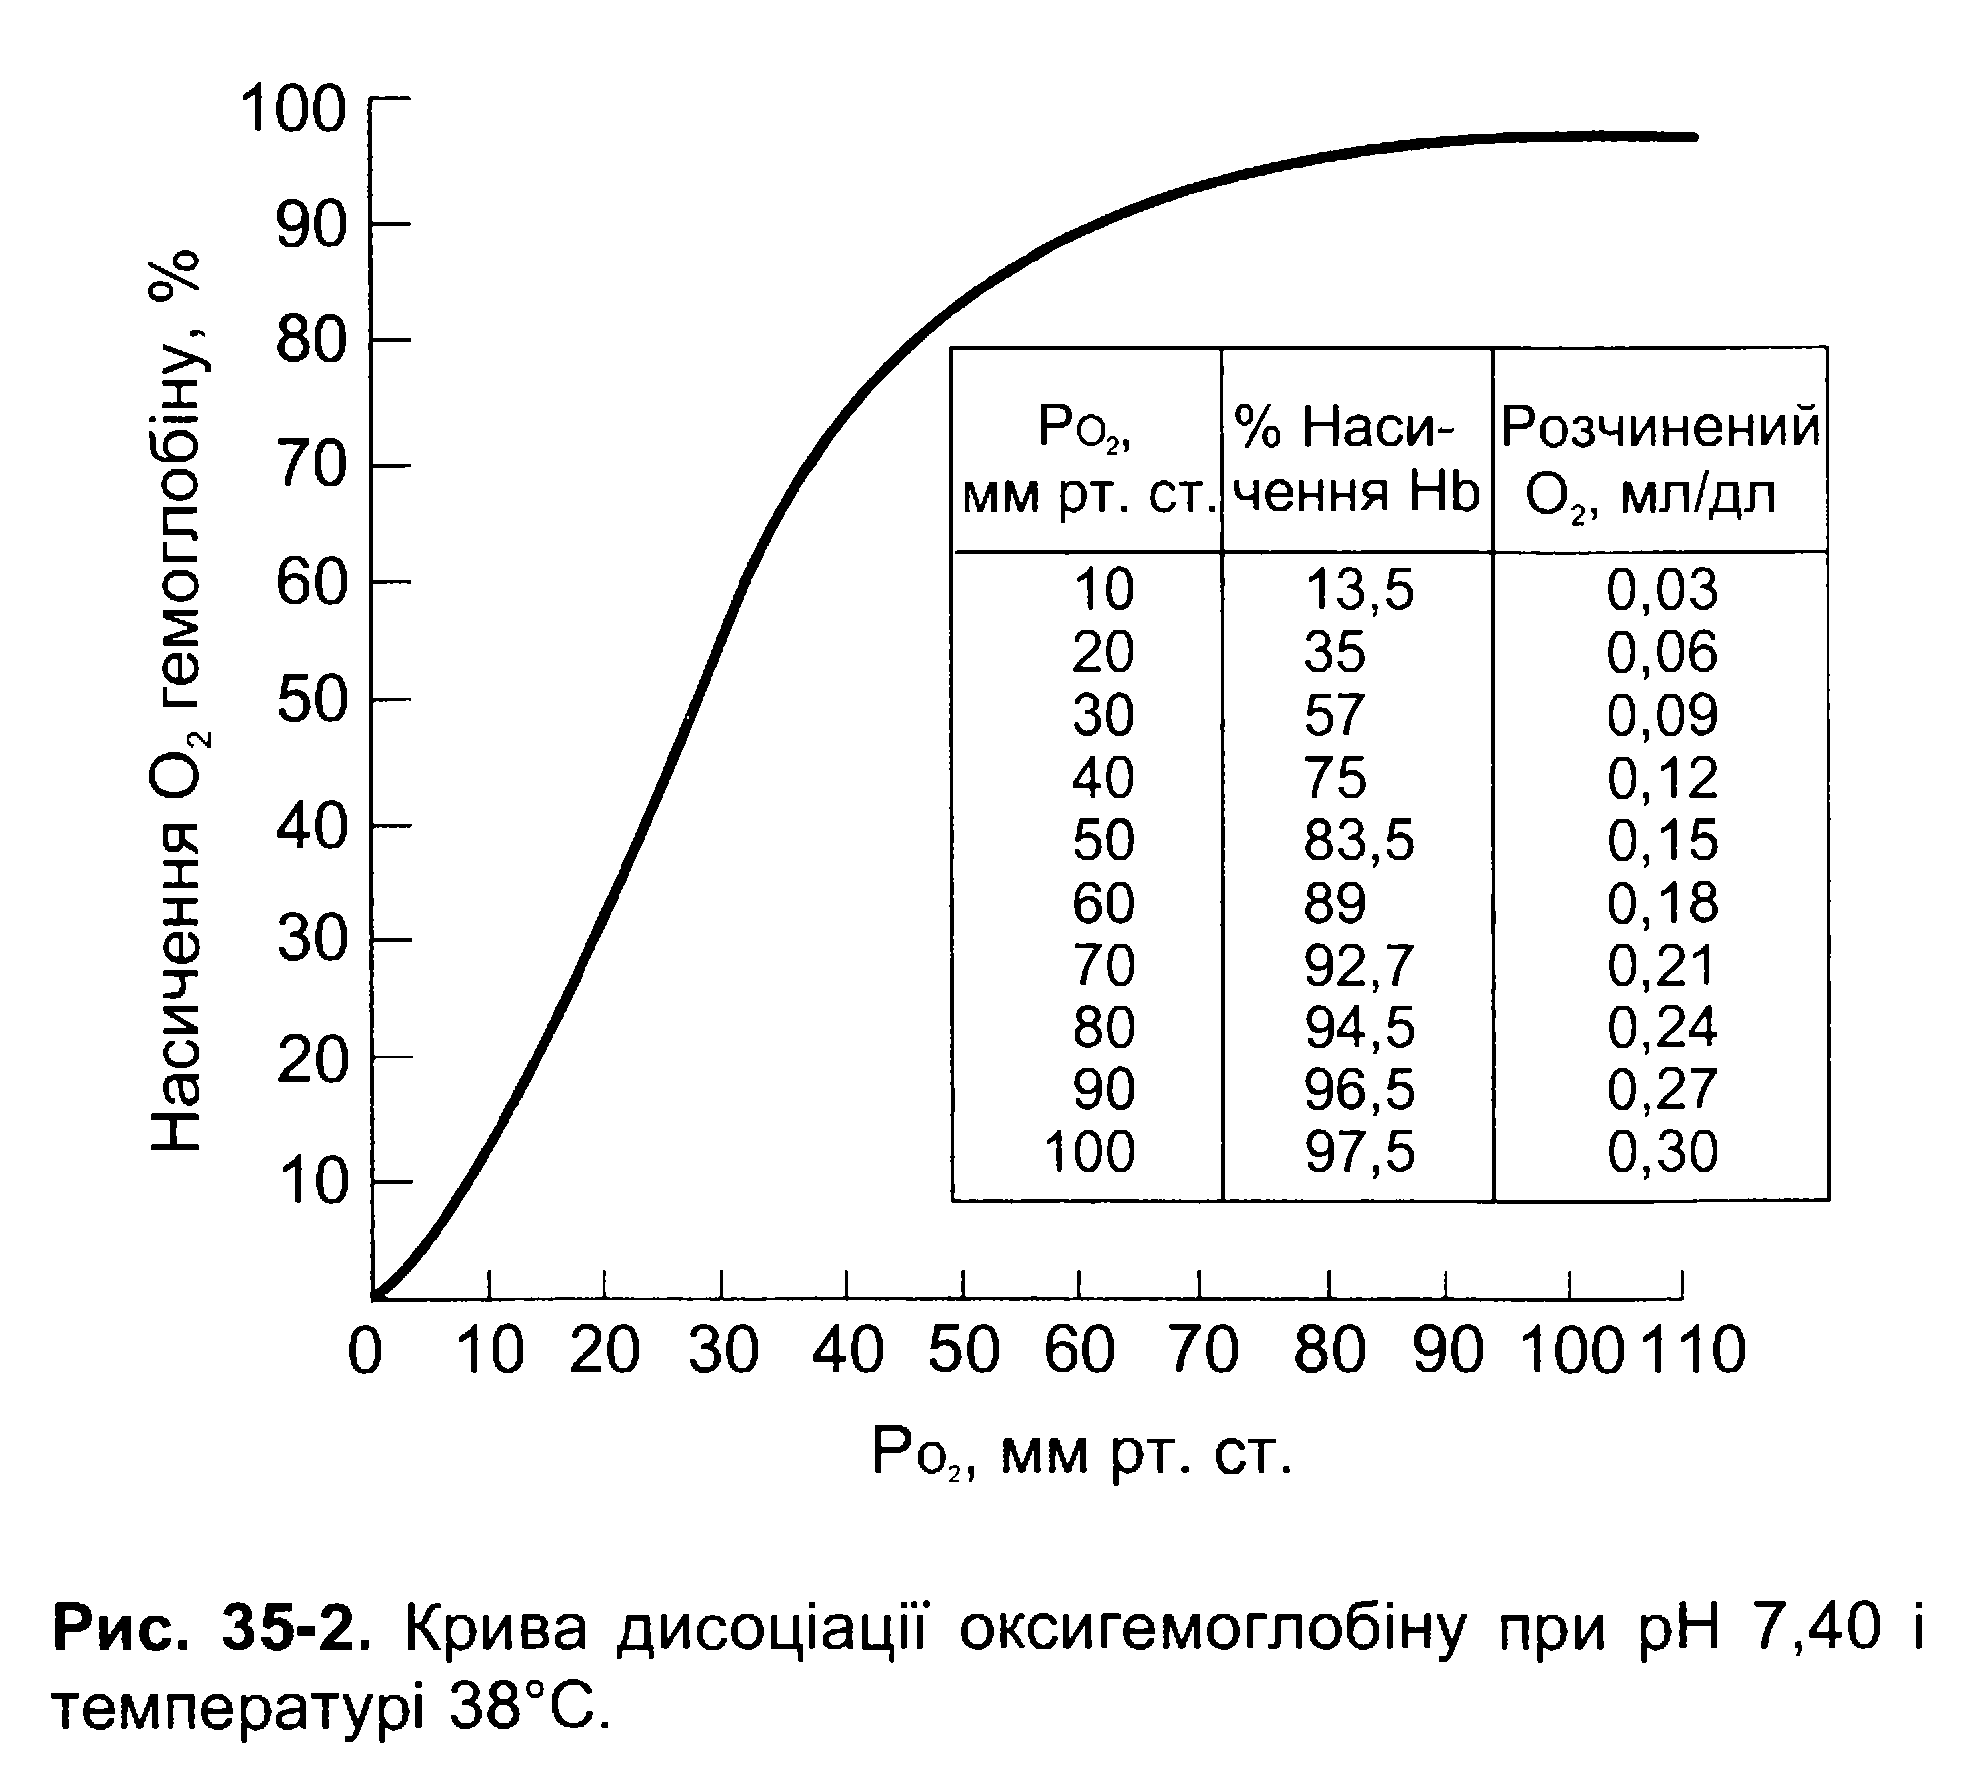 Насичення O₂ гемоглобіну, %
100
90
80
70
60
50
40
30
20
10
0 10 20 30 40 50 60 70 80 90 100 110
Po₂, мм рт. ст.
Po₂, мм рт. ст. % Наси-чення Hb Розчинений O₂, мл/дл
10 13,5 0,03
20 35 0,06
30 57 0,09
40 75 0,12
50 83,5 0,15
60 89 0,18
70 92,7 0,21
80 94,5 0,24
90 96,5 0,27
100 97,5 0,30
Рис. 35-2. Крива дисоціації оксигемоглобіну при pH 7,40 і
температурі 38°C.